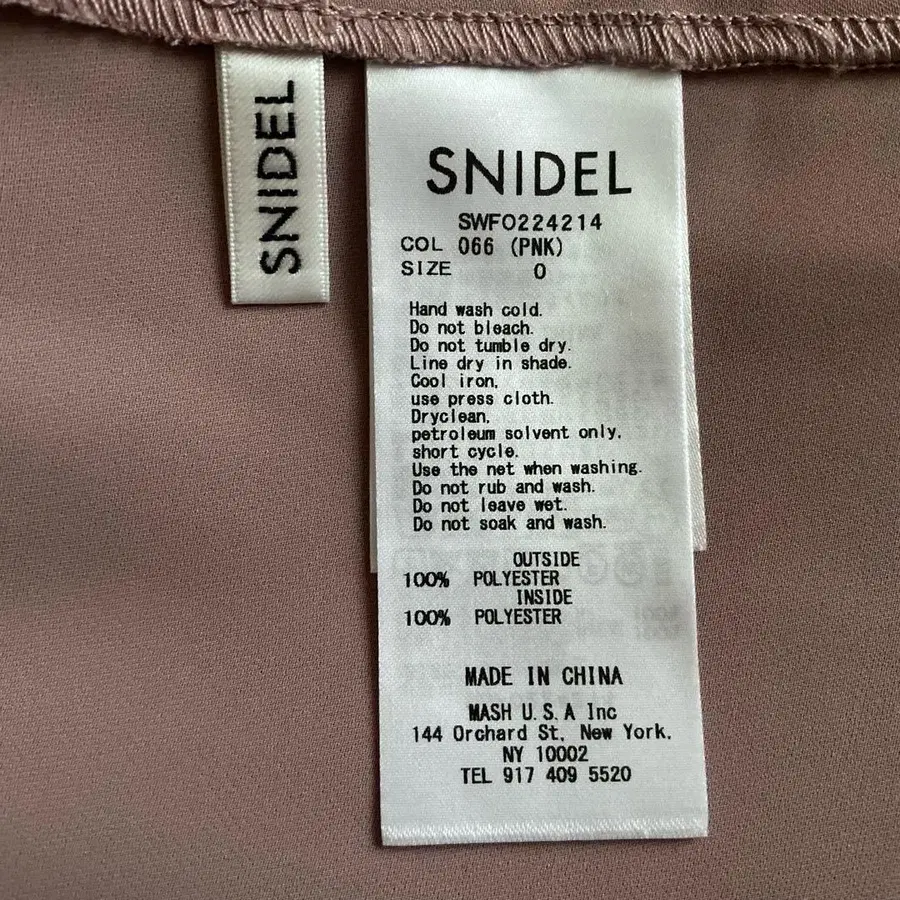 SNIDEL
SNIDEL
SWFO224214
COL 066 (PNK)
SIZE 0
Hand wash cold.
Do not bleach.
Do not tumble dry.
Line dry in shade.
Cool iron,
use press cloth.
Dryclean,
petroleum solvent only,
short cycle.
Use the net when washing.
Do not rub and wash.
Do not leave wet.
Do not soak and wash.
OUTSIDE
100% POLYESTER
INSIDE
100% POLYESTER
MADE IN CHINA
MASH U.S.A Inc
144 Orchard St, New York,
NY 10002
TEL 917 409 5520